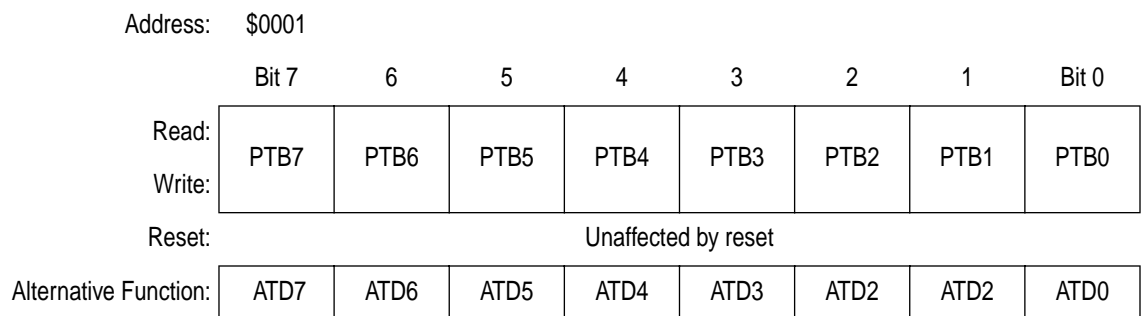 Address: $0001
Bit 7 6 5 4 3 2 1 Bit 0
Read:
PTB7 PTB6 PTB5 PTB4 PTB3 PTB2 PTB1 PTB0
Write:
Reset: Unaffected by reset
Alternative Function: ATD7 ATD6 ATD5 ATD4 ATD3 ATD2 ATD2 ATD0